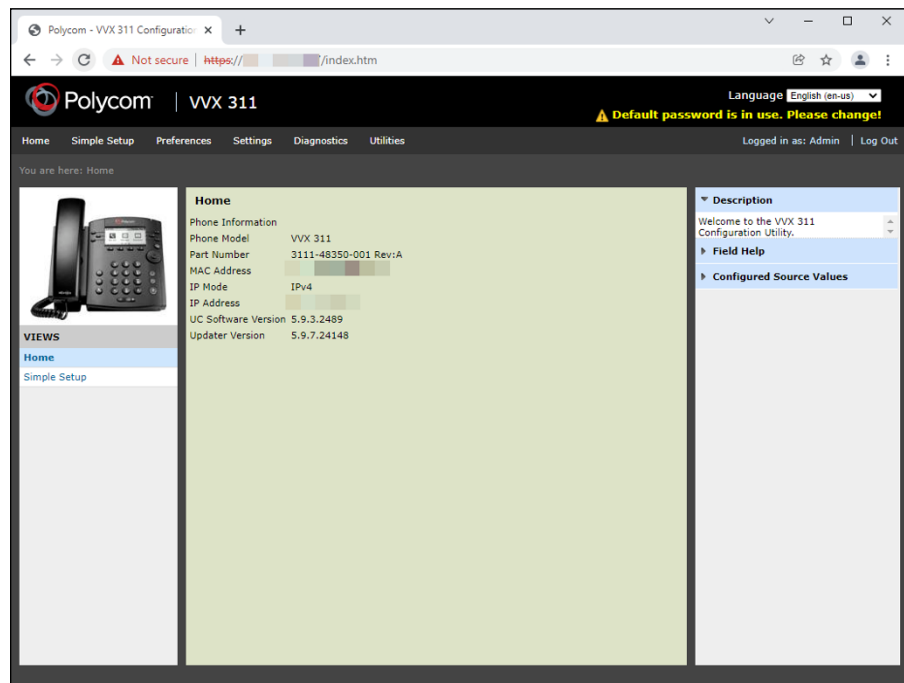 Polycom - VVX 311 Configuration
Not secure | https:// /index.htm
Polycom | VVX 311
Language English (en-us)
Default password is in use. Please change!
Home Simple Setup Preferences Settings Diagnostics Utilities
Logged in as: Admin | Log Out
You are here: Home
VIEWS
Home
Simple Setup
Home
Phone Information
Phone Model VVX 311
Part Number 3111-48350-001 Rev:A
MAC Address
IP Mode IPv4
IP Address
UC Software Version 5.9.3.2489
Updater Version 5.9.7.24148
Description
Welcome to the VVX 311
Configuration Utility.
Field Help
Configured Source Values